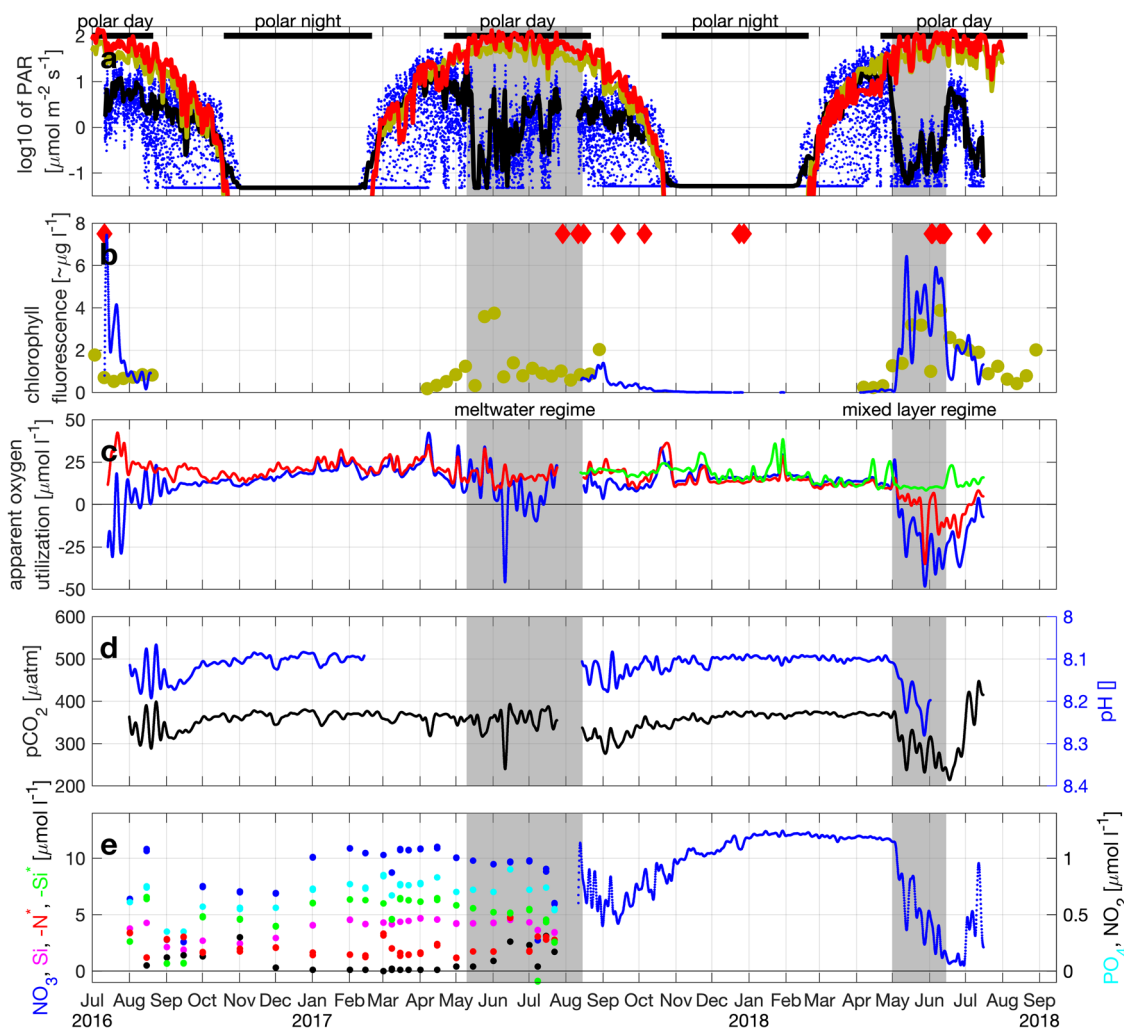 polar day polar night polar day polar night polar day
a
2
1
0
-1
log10 of PAR
[μmol m⁻² s⁻¹]
b
8
6
4
2
0
chlorophyll
fluorescence [~μg l⁻¹]
meltwater regime mixed layer regime
c
50
25
0
-25
-50
apparent oxygen
utilization [μmol l⁻¹]
d
600
500
400
300
200
pCO₂ [μatm]
8
8.1
8.2
8.3
8.4
pH []
e
10
5
0
NO₃, Si, -N*, -Si* [μmol l⁻¹]
1
0.5
0
PO₄, NO₂ [μmol l⁻¹]
Jul Aug Sep Oct Nov Dec Jan Feb Mar Apr May Jun Jul Aug Sep Oct Nov Dec Jan Feb Mar Apr May Jun Jul Aug Sep
2016 2017 2018 2018